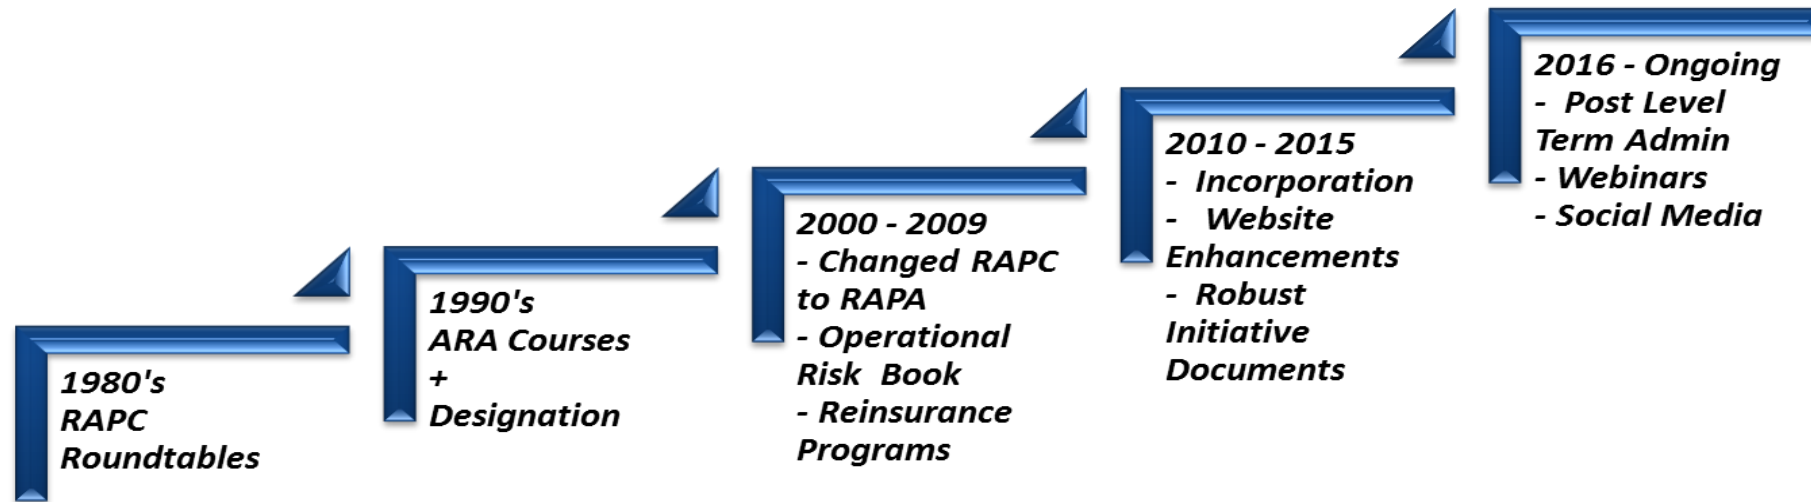 1980's
RAPC
Roundtables
1990's
ARA Courses
+
Designation
2000 - 2009
- Changed RAPC
to RAPA
- Operational
Risk Book
- Reinsurance
Programs
2010 - 2015
- Incorporation
- Website
Enhancements
- Robust
Initiative
Documents
2016 - Ongoing
- Post Level
Term Admin
- Webinars
- Social Media